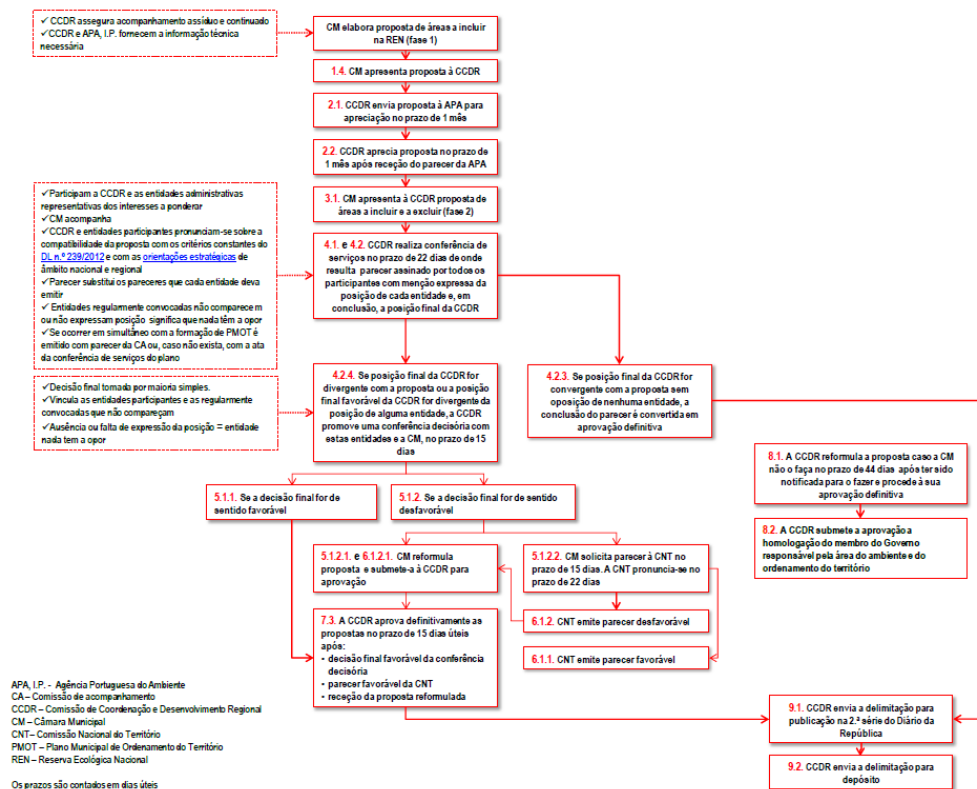 ✓ CCDR assegura acompanhamento assíduo e continuado
✓CCDR e APA, I.P. fornecem a informação técnica
necessária
CM elabora proposta de áreas a incluir
na REN (fase 1)
1.4. CM apresenta proposta à CCDR
2.1. CCDR envia proposta à APA para
apreciação no prazo de 1 mês
2.2. CCDR aprecia proposta no prazo de
1 mês após receção do parecer da APA
3.1. CM apresenta à CCDR proposta de
áreas a incluir e a excluir (fase 2)
✓Participam a CCDR e as entidades administrativas
representativas dos interesses a ponderar
✓CM acompanha
✓CCDR e entidades participantes pronunciam-se sobre a
compatibilidade da proposta com os critérios constantes do
DL n.º 239/2012 e com as orientações estratégicas de
âmbito nacional e regional
✓Parecer substitui os pareceres que cada entidade deva
emitir
✓ Entidades regularmente convocadas não comparecem
ou não expressam posição significa que nada têm a opor
✓Se ocorrer em simultâneo com a formação de PMOT é
emitido com parecer da CA ou, caso não exista, com a ata
da conferência de serviços do plano
4.1. e 4.2. CCDR realiza conferência de
serviços no prazo de 22 dias de onde
resulta parecer assinado por todos os
participantes com menção expressa da
posição de cada entidade e, em
conclusão, a posição final da CCDR
✓Decisão final tomada por maioria simples.
✓Vincula as entidades participantes e as regularmente
convocadas que não compareçam
✓Ausência ou falta de expressão da posição = entidade
nada tem a opor
4.2.4. Se posição final da CCDR for
divergente com a proposta ou a posição
final favorável da CCDR for divergente da
posição de alguma entidade, a CCDR
promove uma conferência decisória com
estas entidades e a CM, no prazo de 15
dias
4.2.3. Se posição final da CCDR for
convergente com a proposta sem
oposição de nenhuma entidade, a
conclusão do parecer é convertida em
aprovação definitiva
8.1. A CCDR reformula a proposta caso a CM
não o faça no prazo de 44 dias após ter sido
notificada para o fazer e procede à sua
aprovação definitiva
8.2. A CCDR submete a aprovação a
homologação do membro do Governo
responsável pela área do ambiente e do
ordenamento do território
5.1.1. Se a decisão final for de
sentido favorável
5.1.2. Se a decisão final for de sentido
desfavorável
5.1.2.1. e 6.1.2.1. CM reformula
proposta e submete-a à CCDR para
aprovação
5.1.2.2. CM solicita parecer à CNT no
prazo de 15 dias. A CNT pronuncia-se no
prazo de 22 dias
6.1.2. CNT emite parecer desfavorável
6.1.1. CNT emite parecer favorável
7.3. A CCDR aprova definitivamente as
propostas no prazo de 15 dias úteis
após:
- decisão final favorável da conferência
decisória
- parecer favorável da CNT
- receção da proposta reformulada
APA, I.P. - Agência Portuguesa do Ambiente
CA – Comissão de acompanhamento
CCDR – Comissão de Coordenação e Desenvolvimento Regional
CM – Câmara Municipal
CNT– Comissão Nacional do Território
PMOT – Plano Municipal de Ordenamento do Território
REN – Reserva Ecológica Nacional
Os prazos são contados em dias úteis
9.1. CCDR envia a delimitação para
publicação na 2.ª série do Diário da
República
9.2. CCDR envia a delimitação para
depósito